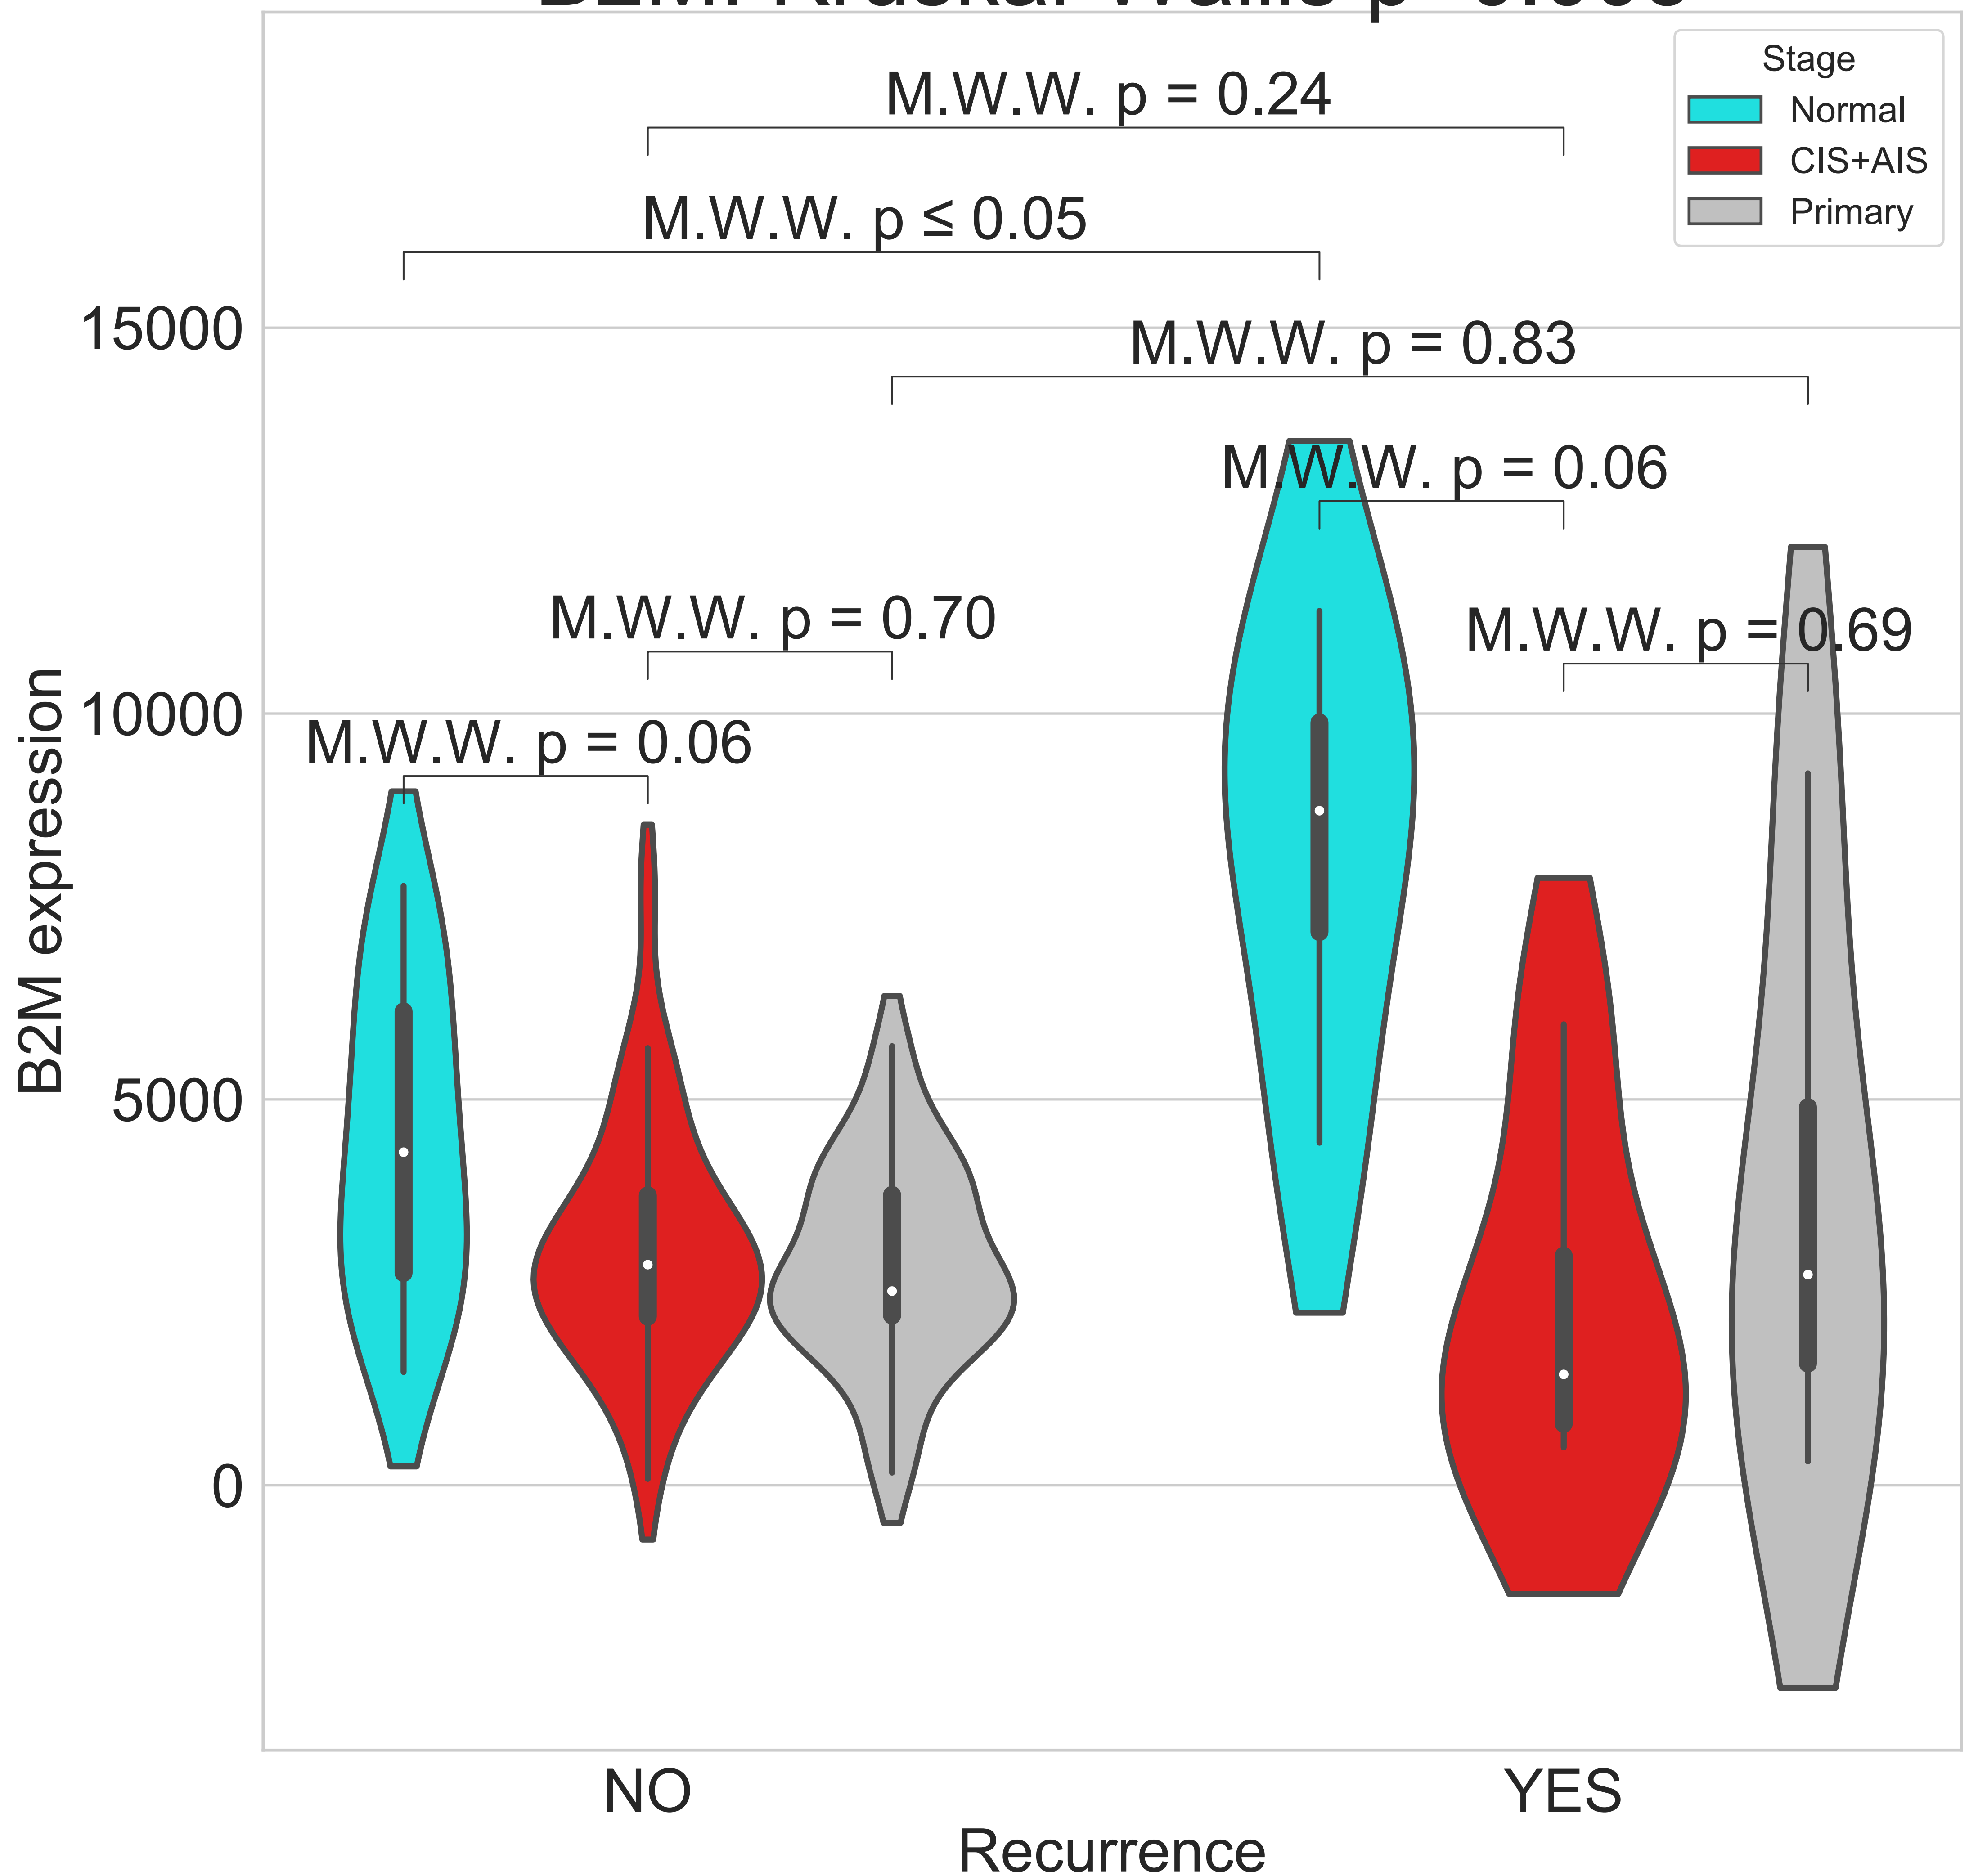 Stage
Normal
CIS+AIS
Primary
M.W.W. p = 0.24
M.W.W. p ≤ 0.05
M.W.W. p = 0.83
M.W.W. p = 0.06
M.W.W. p = 0.70
M.W.W. p = 0.69
M.W.W. p = 0.06
15000
10000
5000
0
B2M expression
NO
YES
Recurrence